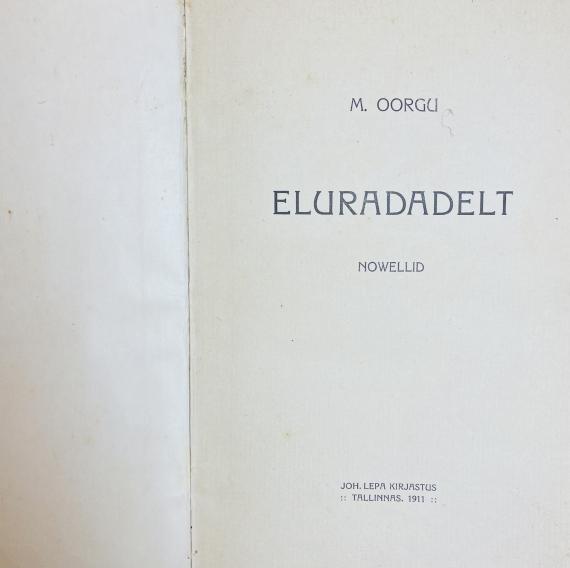 M. OORGU
ELURADADELT
NOWELLID
JOH. LEPA KIRJASTUS
:: TALLINNAS. 1911 ::